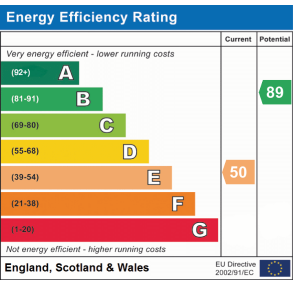 Energy Efficiency Rating
Current Potential
Very energy efficient - lower running costs
(92+) A
(81-91) B
89
(69-80) C
(55-68) D
(39-54) E
50
(21-38) F
(1-20) G
Not energy efficient - higher running costs
England, Scotland & Wales
EU Directive
2002/91/EC